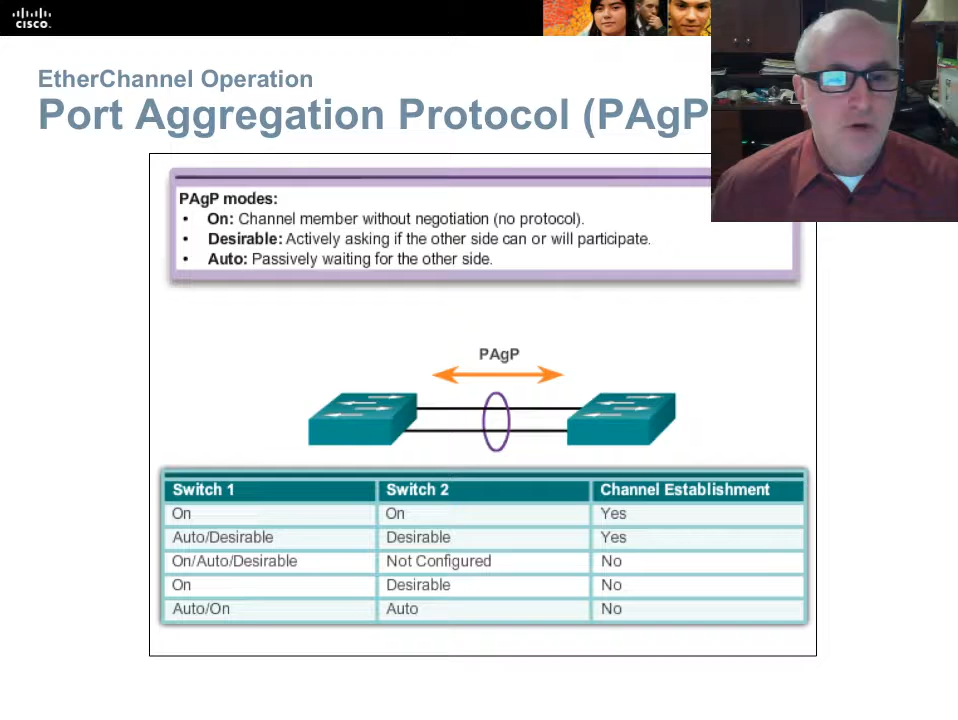 CISCO.
EtherChannel Operation
Port Aggregation Protocol (PAgP
PAgP modes:
• On: Channel member without negotiation (no protocol).
• Desirable: Actively asking if the other side can or will participate.
• Auto: Passively waiting for the other side.
PAgP
Switch 1 Switch 2 Channel Establishment
On On Yes
Auto/Desirable Desirable Yes
On/Auto/Desirable Not Configured No
On Desirable No
Auto/On Auto No